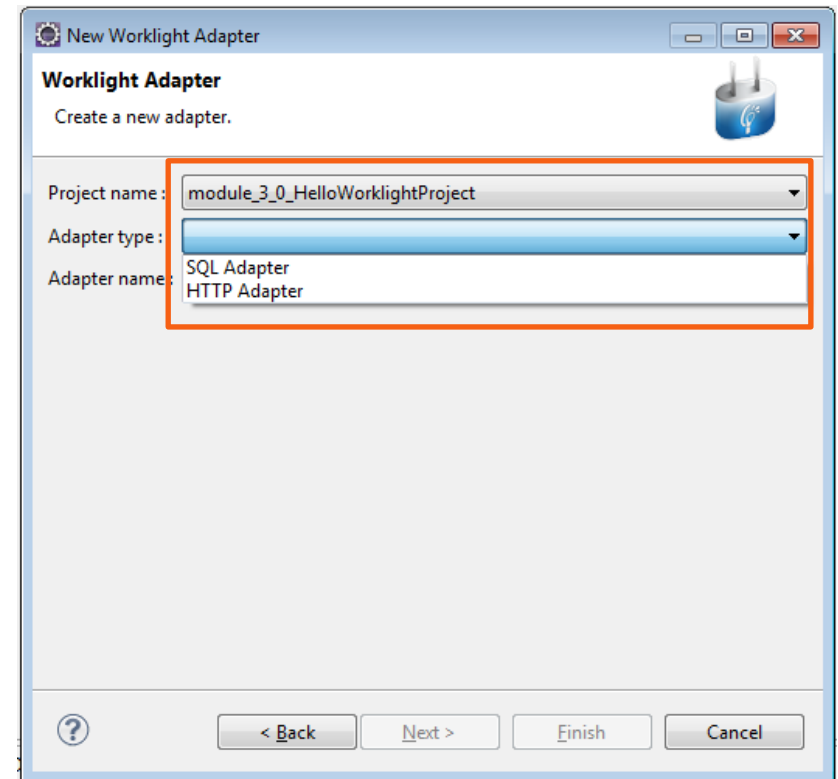 New Worklight Adapter
Worklight Adapter
Create a new adapter.
Project name : module_3_0_HelloWorklightProject
Adapter type :
SQL Adapter
Adapter name :
HTTP Adapter
? < Back Next > Finish Cancel